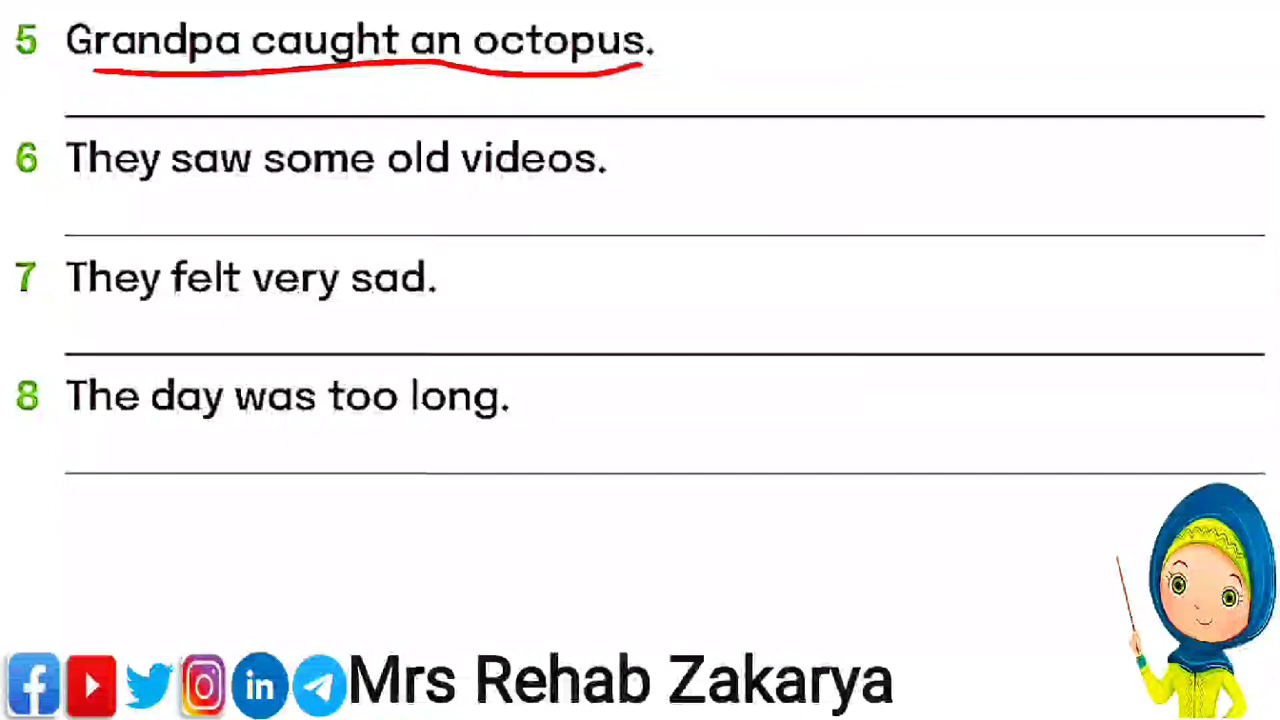 5 Grandpa caught an octopus.
6 They saw some old videos.
7 They felt very sad.
8 The day was too long.
Mrs Rehab Zakarya